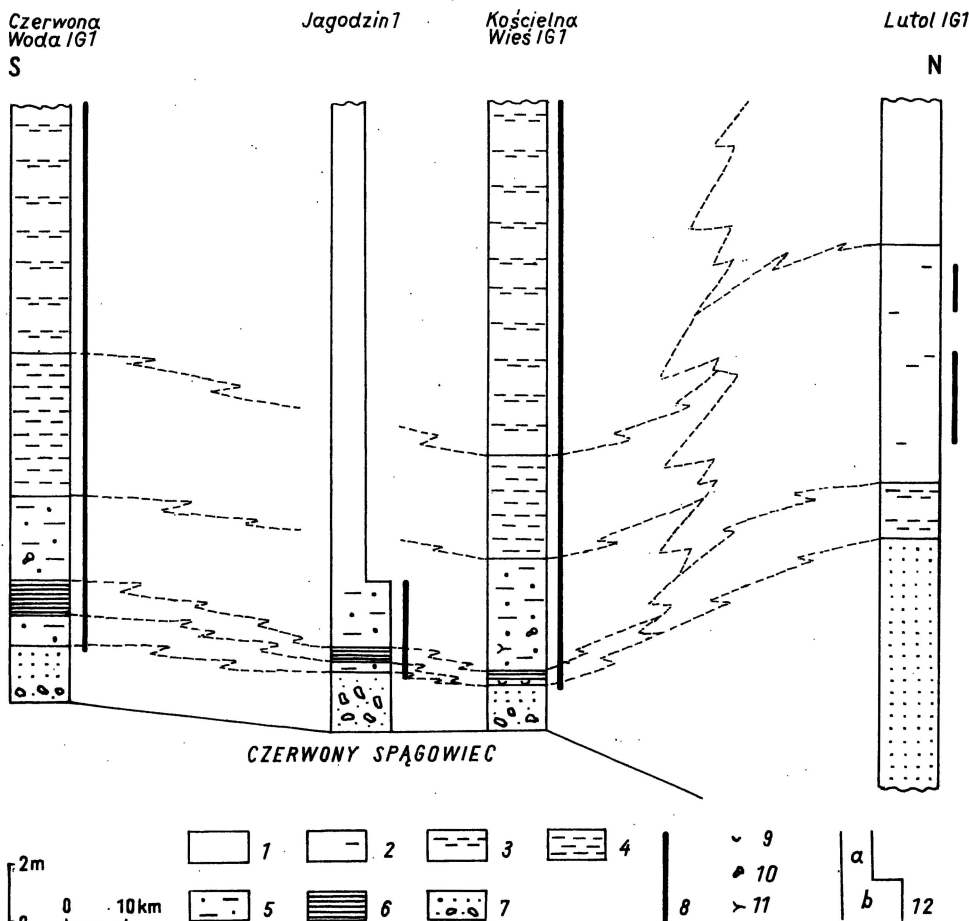 Czerwona
Woda IG1
Jagodzin 1
Kościelna
Wieś IG1
Lutol IG1
S
N
CZERWONY SPĄGOWIEC
2m
0
0
10km
1
2
3
4
5
6
7
8
9
10
11
a
b
12